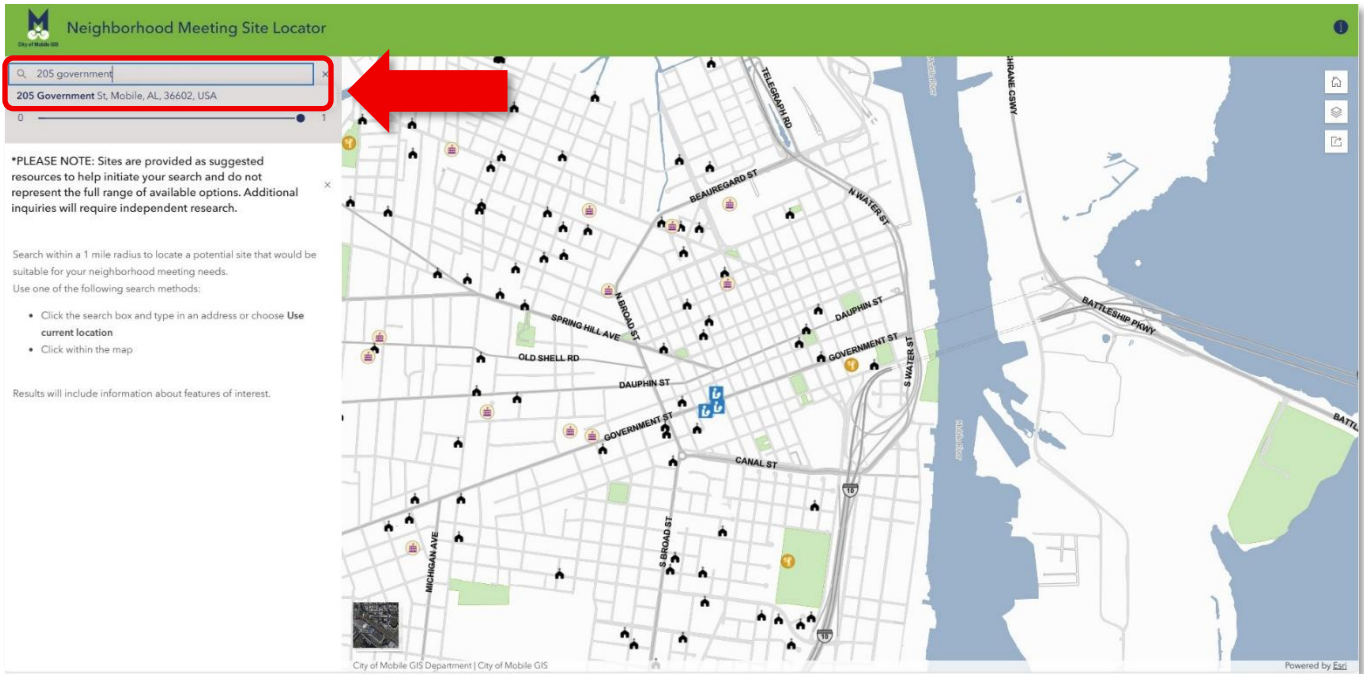 City of Mobile GIS
Neighborhood Meeting Site Locator
205 government
205 Government St, Mobile, AL, 36602, USA
0 1
*PLEASE NOTE: Sites are provided as suggested
resources to help initiate your search and do not
represent the full range of available options. Additional
inquiries will require independent research.
Search within a 1 mile radius to locate a potential site that would be
suitable for your neighborhood meeting needs.
Use one of the following search methods:
• Click the search box and type in an address or choose Use
current location
• Click within the map
Results will include information about features of interest.
TELEGRAPH RD
BEAUREGARD ST
N WATER ST
N BROAD ST
SPRING HILL AVE
DAUPHIN ST
GOVERNMENT ST
S WATER ST
OLD SHELL RD
DAUPHIN ST
GOVERNMENT ST
CANAL ST
10
S BROAD ST
MICHIGAN AVE
10
BATTLESHIP PKWY
City of Mobile GIS Department | City of Mobile GIS
Powered by Esri